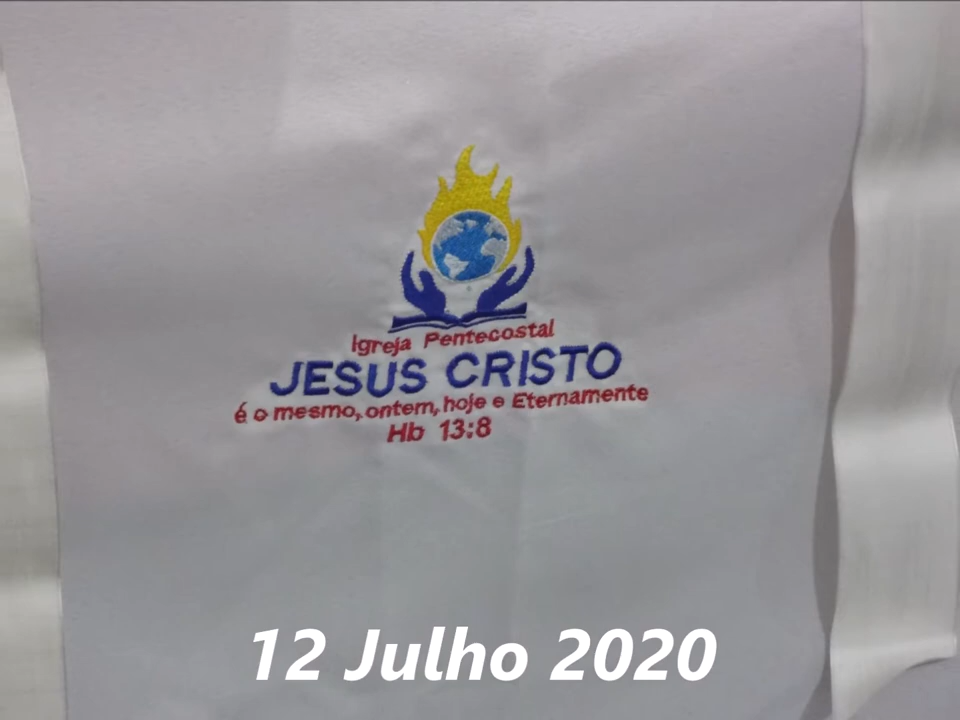 Igreja Pentecostal
JESUS CRISTO
é o mesmo, ontem, hoje e Eternamente
Hb 13:8
12 Julho 2020